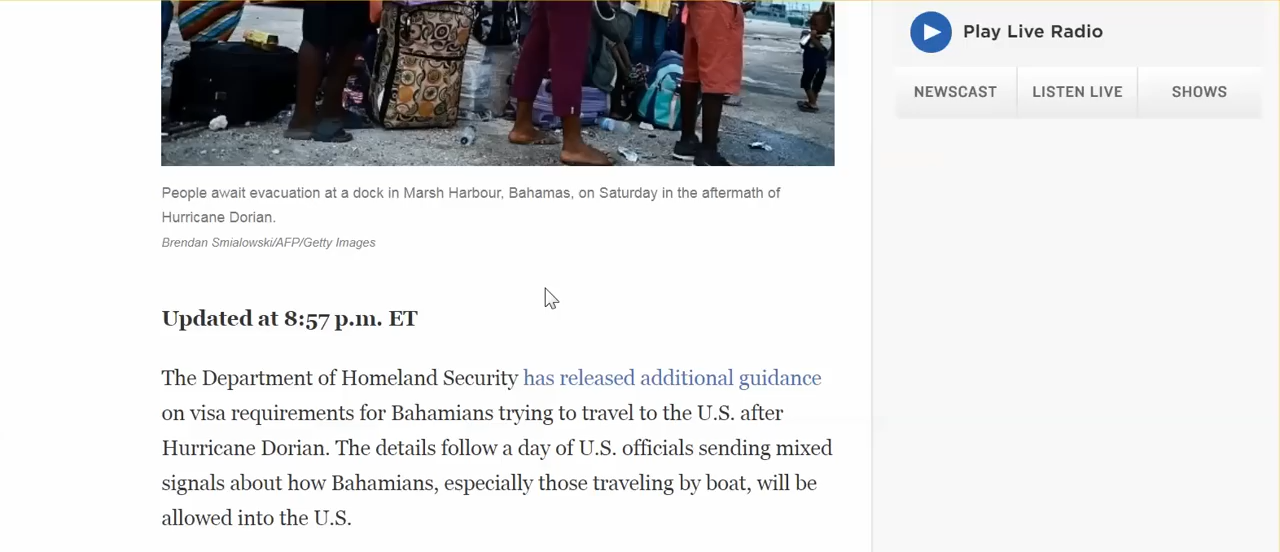 Play Live Radio
NEWSCAST
LISTEN LIVE
SHOWS
People await evacuation at a dock in Marsh Harbour, Bahamas, on Saturday in the aftermath of
Hurricane Dorian.
Brendan Smialowski/AFP/Getty Images
Updated at 8:57 p.m. ET
The Department of Homeland Security has released additional guidance
on visa requirements for Bahamians trying to travel to the U.S. after
Hurricane Dorian. The details follow a day of U.S. officials sending mixed
signals about how Bahamians, especially those traveling by boat, will be
allowed into the U.S.